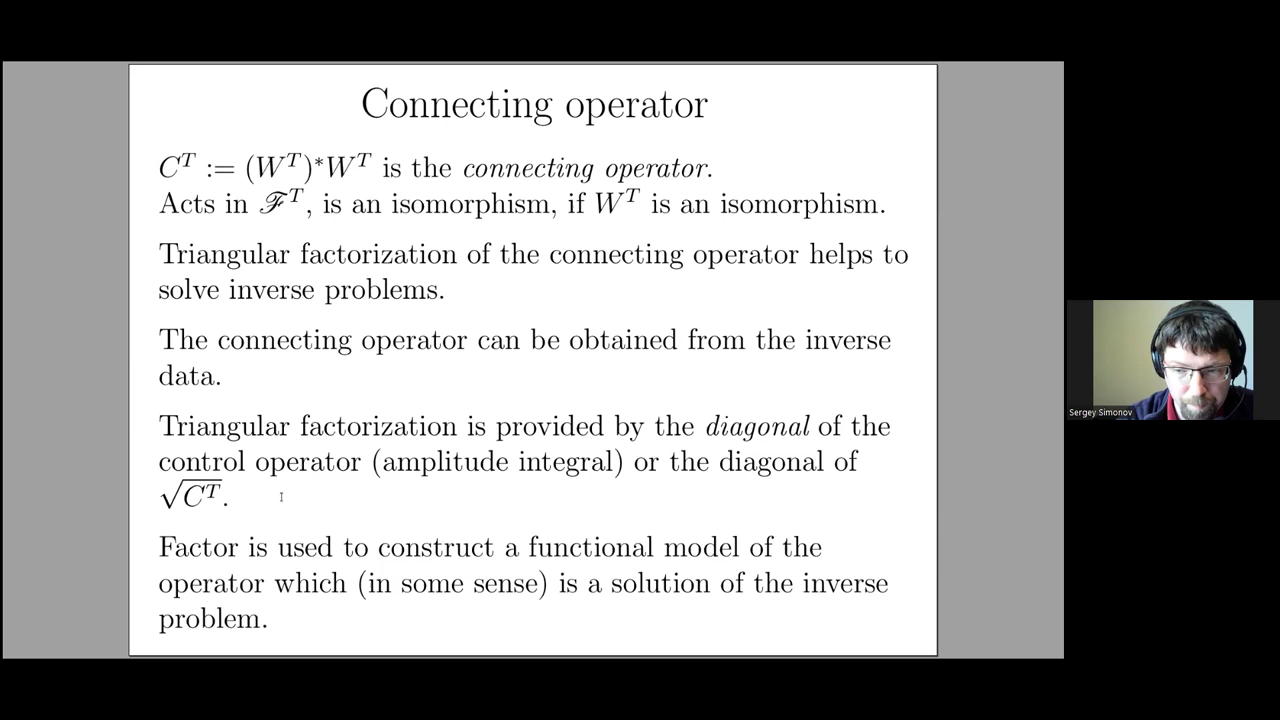 Connecting operator
C^T := (W^T)*W^T is the connecting operator.
Acts in ℱ^T, is an isomorphism, if W^T is an isomorphism.
Triangular factorization of the connecting operator helps to
solve inverse problems.
The connecting operator can be obtained from the inverse
data.
Triangular factorization is provided by the diagonal of the
control operator (amplitude integral) or the diagonal of
√C^T.
Factor is used to construct a functional model of the
operator which (in some sense) is a solution of the inverse
problem.
Sergey Simonov